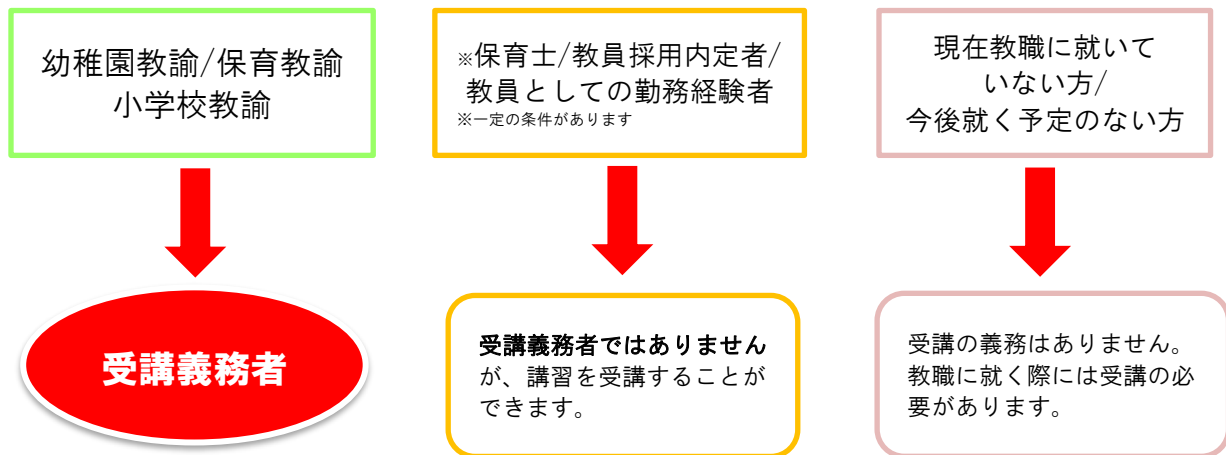 幼稚園教諭/保育教諭
小学校教諭
※保育士/教員採用内定者/
教員としての勤務経験者
※一定の条件があります
現在教職に就いて
いない方/
今後就く予定のない方
受講義務者
受講義務者ではありません
が、講習を受講することが
できます。
受講の義務はありません。
教職に就く際には受講の必
要があります。